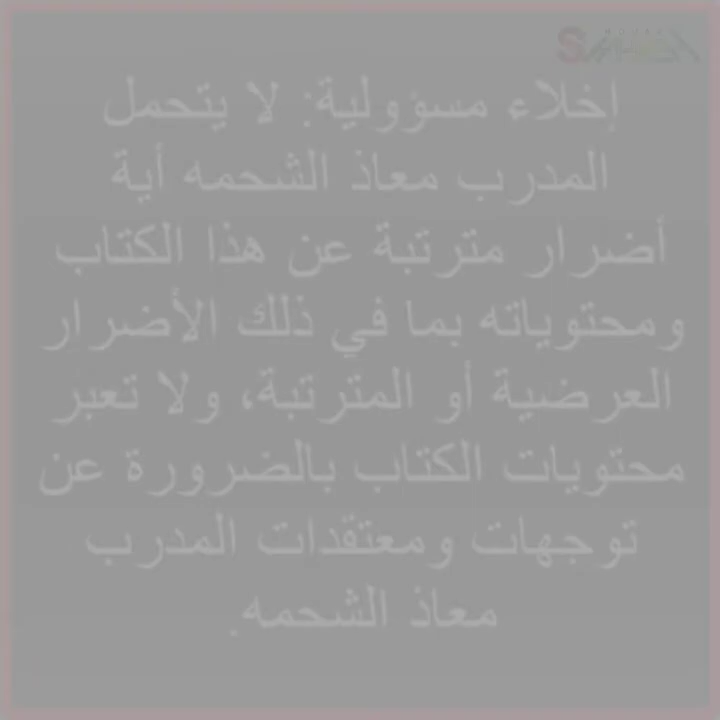 إخلاء مسؤولية: لا يتحمل
المدرب معاذ الشحمه أية
أضرار مترتبة عن هذا الكتاب
ومحتوياته بما في ذلك الأضرار
العرضية أو المترتبة، ولا تعبر
محتويات الكتاب بالضرورة عن
توجهات ومعتقدات المدرب
معاذ الشحمه.